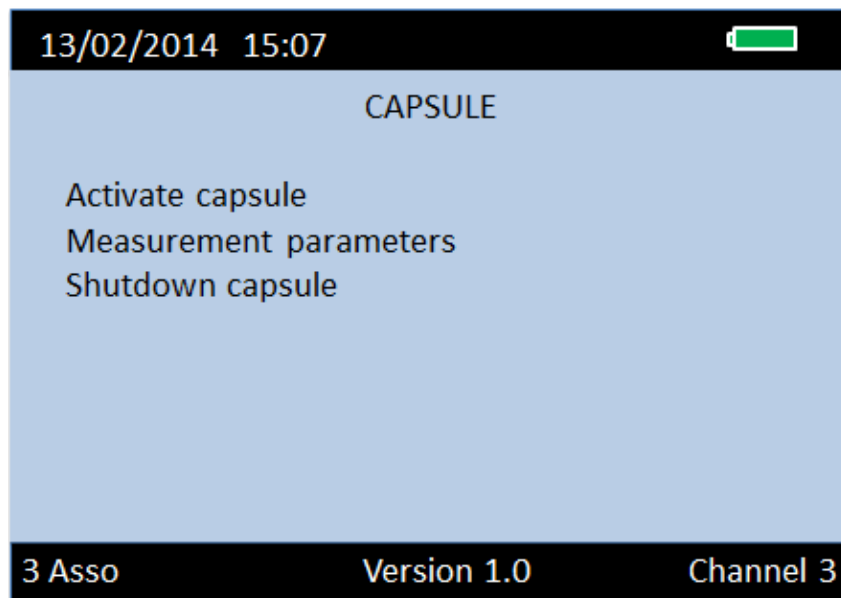 13/02/2014 15:07
CAPSULE
Activate capsule
Measurement parameters
Shutdown capsule
3 Asso Version 1.0 Channel 3